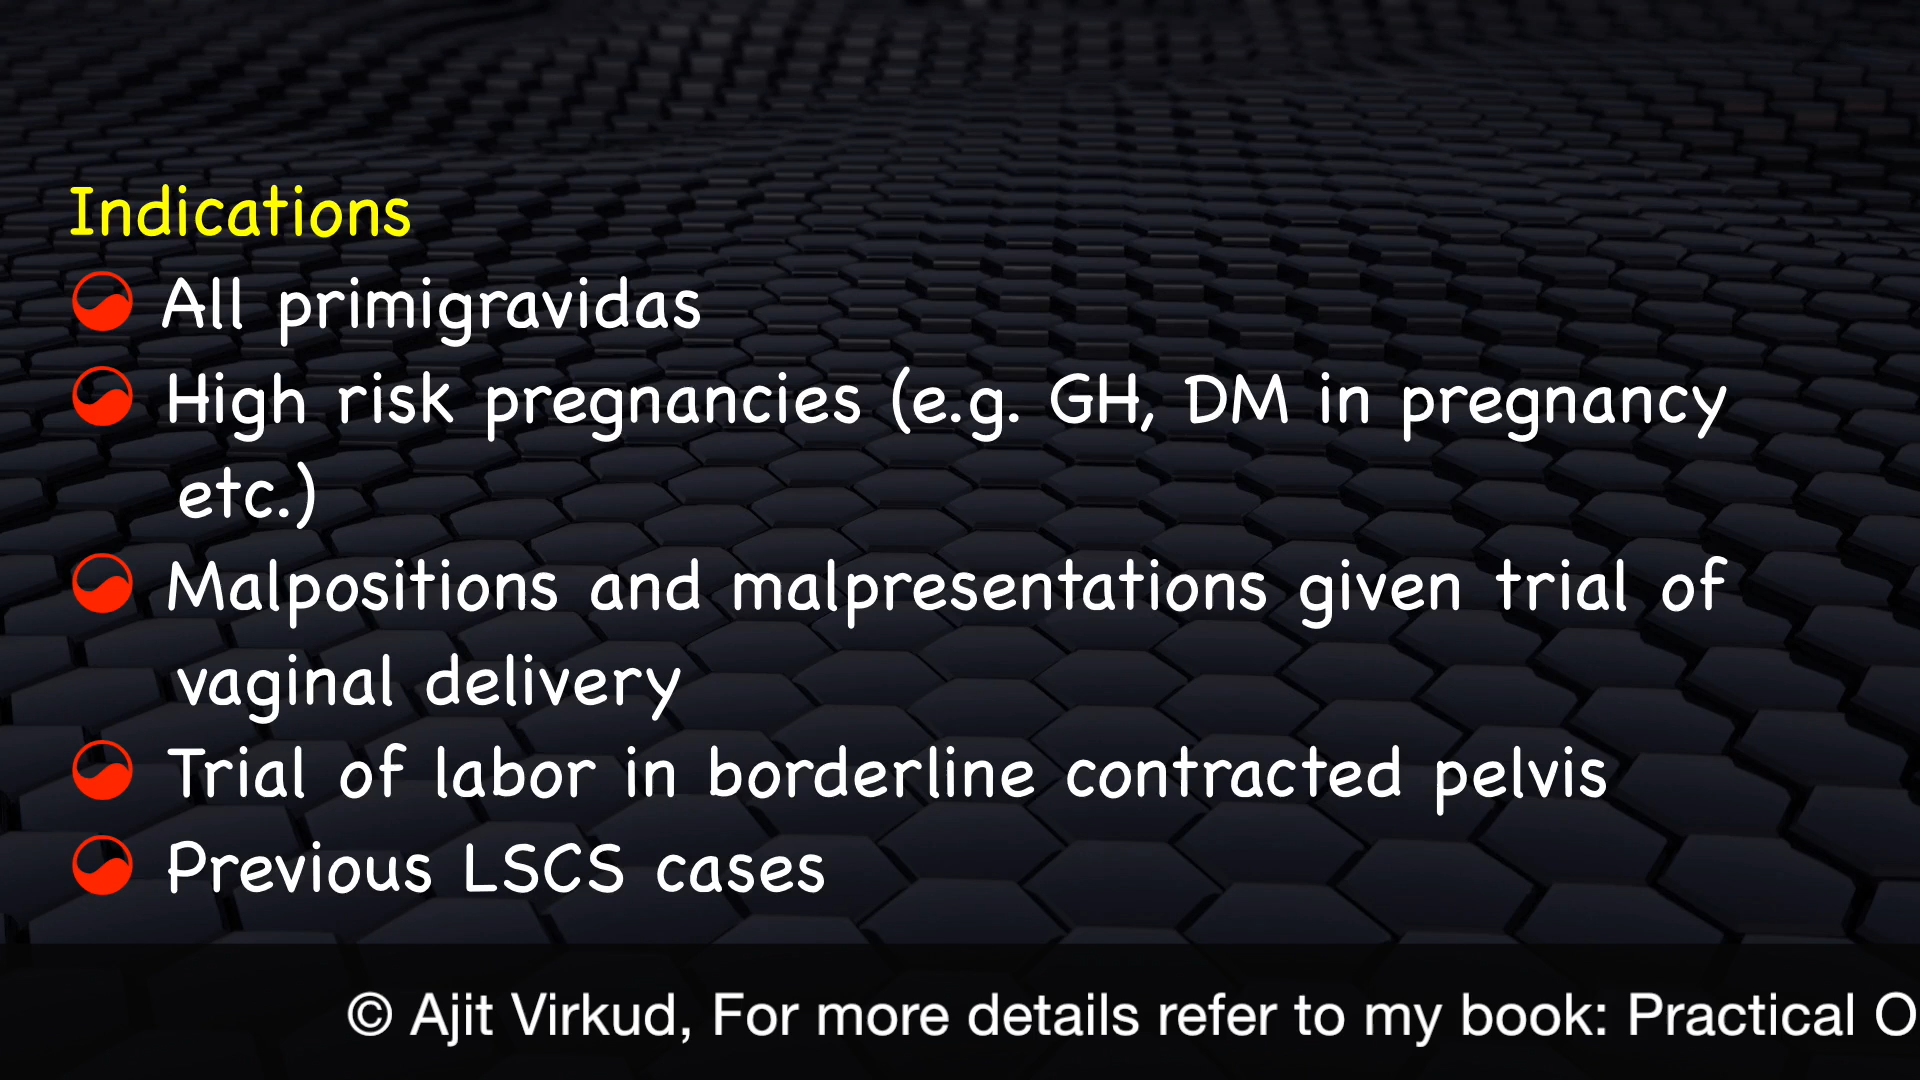 Indications
All primigravidas
High risk pregnancies (e.g. GH, DM in pregnancy
etc.)
Malpositions and malpresentations given trial of
vaginal delivery
Trial of labor in borderline contracted pelvis
Previous LSCS cases
© Ajit Virkud, For more details refer to my book: Practical O